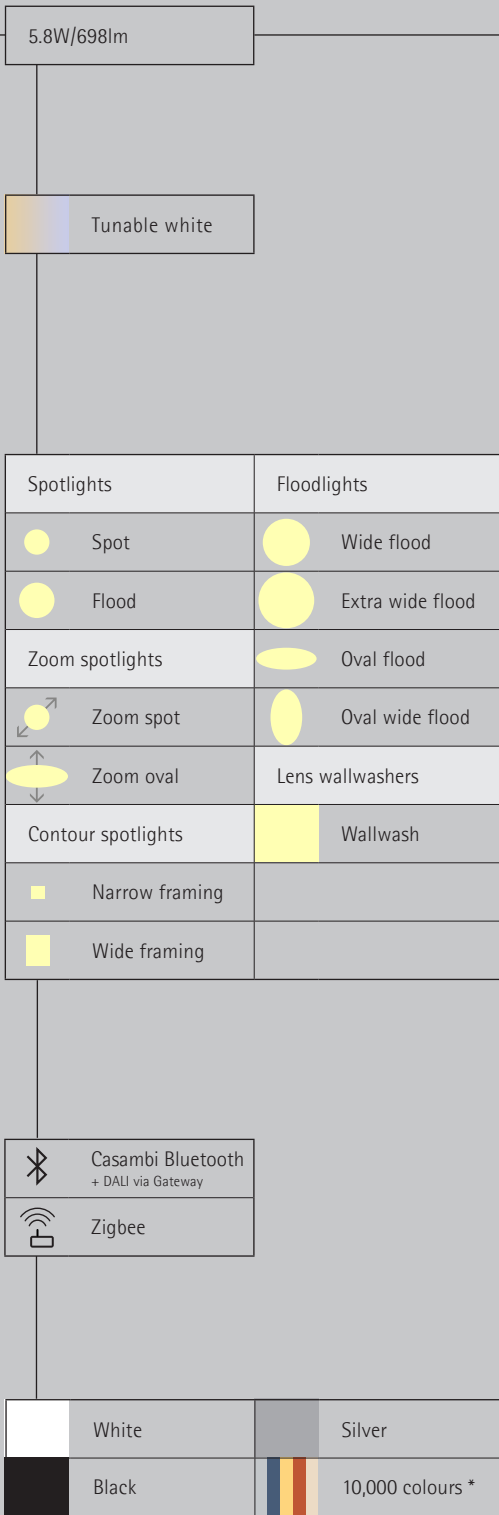 5.8W/698lm
Tunable white
Spotlights
Floodlights
Spot
Wide flood
Flood
Extra wide flood
Zoom spotlights
Oval flood
Zoom spot
Oval wide flood
Zoom oval
Lens wallwashers
Contour spotlights
Wallwash
Narrow framing
Wide framing
Casambi Bluetooth
+ DALI via Gateway
Zigbee
White
Silver
Black
10,000 colours *